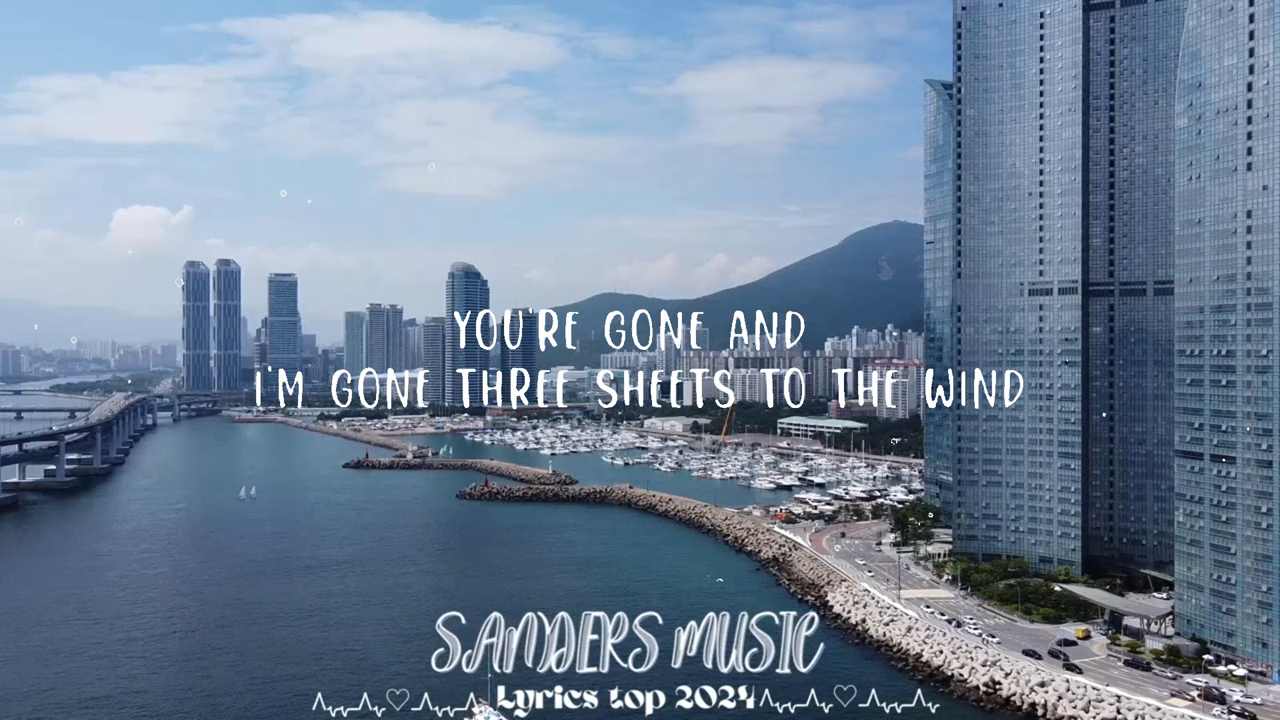 YOU'RE GONE AND
I'M GONE THREE SHEETS TO THE WIND
SANDERS MUSIC
Lyrics top 2024